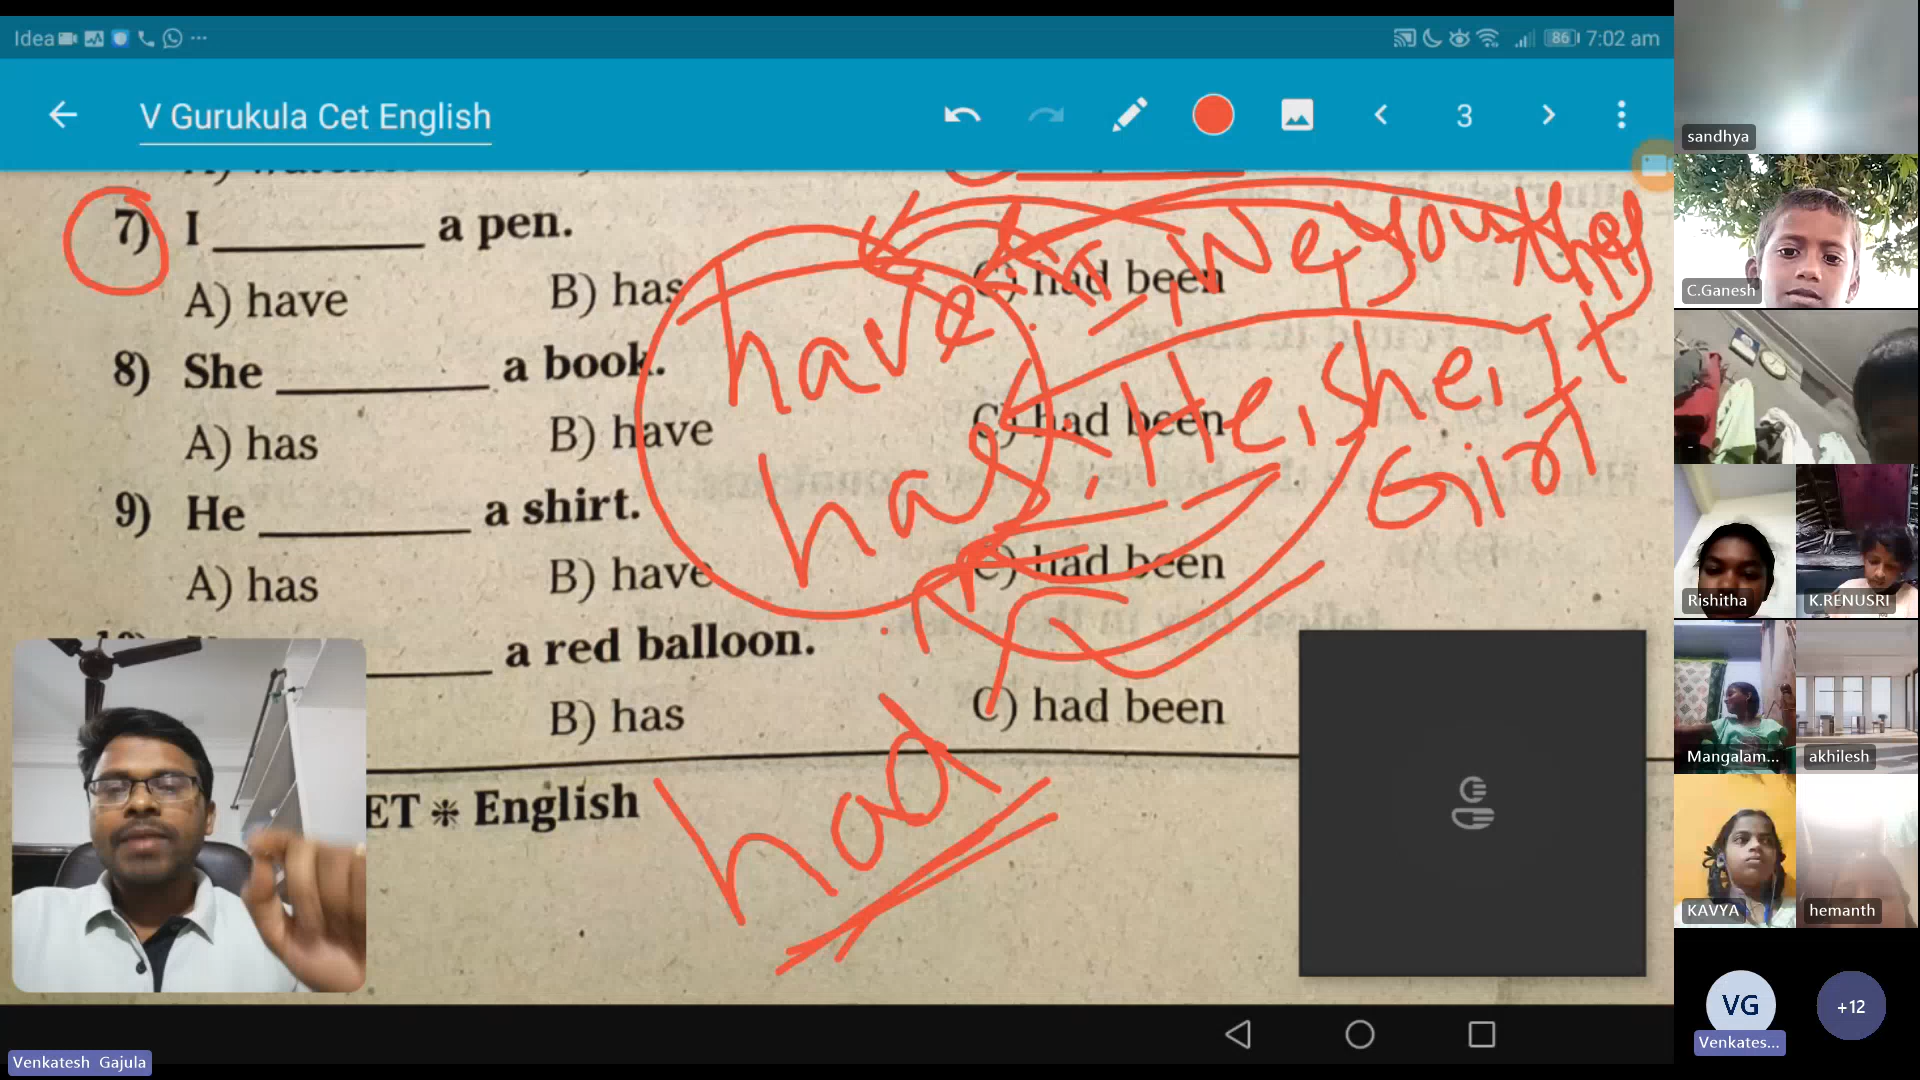 Idea 86 7:02 am
V Gurukula Cet English 3
7) I ________ a pen.
A) have B) has C) had been
8) She ________ a book.
A) has B) have C) had been
9) He ________ a shirt.
A) has B) have C) had been
________ a red balloon.
B) has C) had been
ET ❈ English
have I, We, you, they
has He, she, It
Girl
had
sandhya
C.Ganesh
-
Rishitha
K.RENUSRI
Mangalam...
akhilesh
KAVYA
hemanth
VG
+12
Venkates...
Venkatesh Gajula